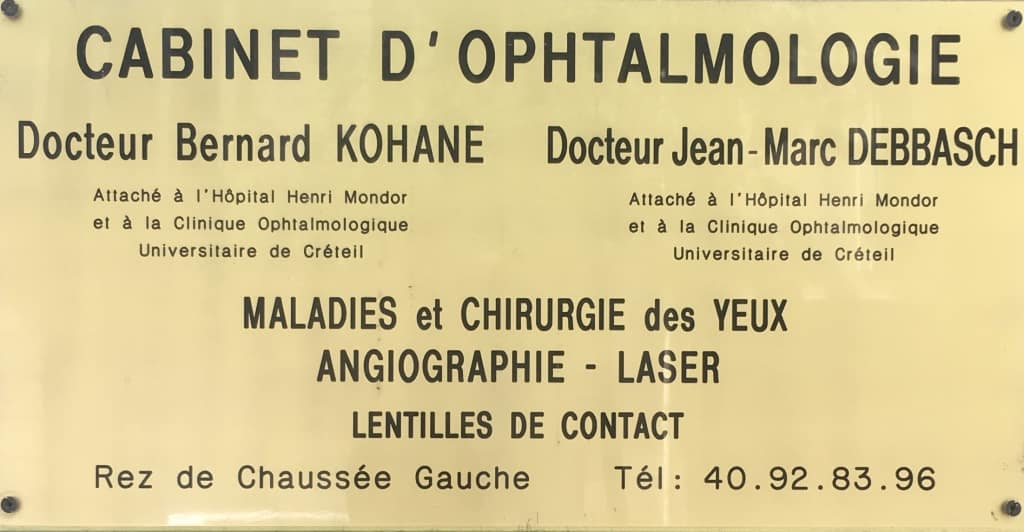 CABINET D'OPHTALMOLOGIE
Docteur Bernard KOHANE
Attaché à l'Hôpital Henri Mondor
et à la Clinique Ophtalmologique
Universitaire de Créteil
Docteur Jean-Marc DEBBASCH
Attaché à l'Hôpital Henri Mondor
et à la Clinique Ophtalmologique
Universitaire de Créteil
MALADIES et CHIRURGIE des YEUX
ANGIOGRAPHIE - LASER
LENTILLES DE CONTACT
Rez de Chaussée Gauche Tél: 40.92.83.96